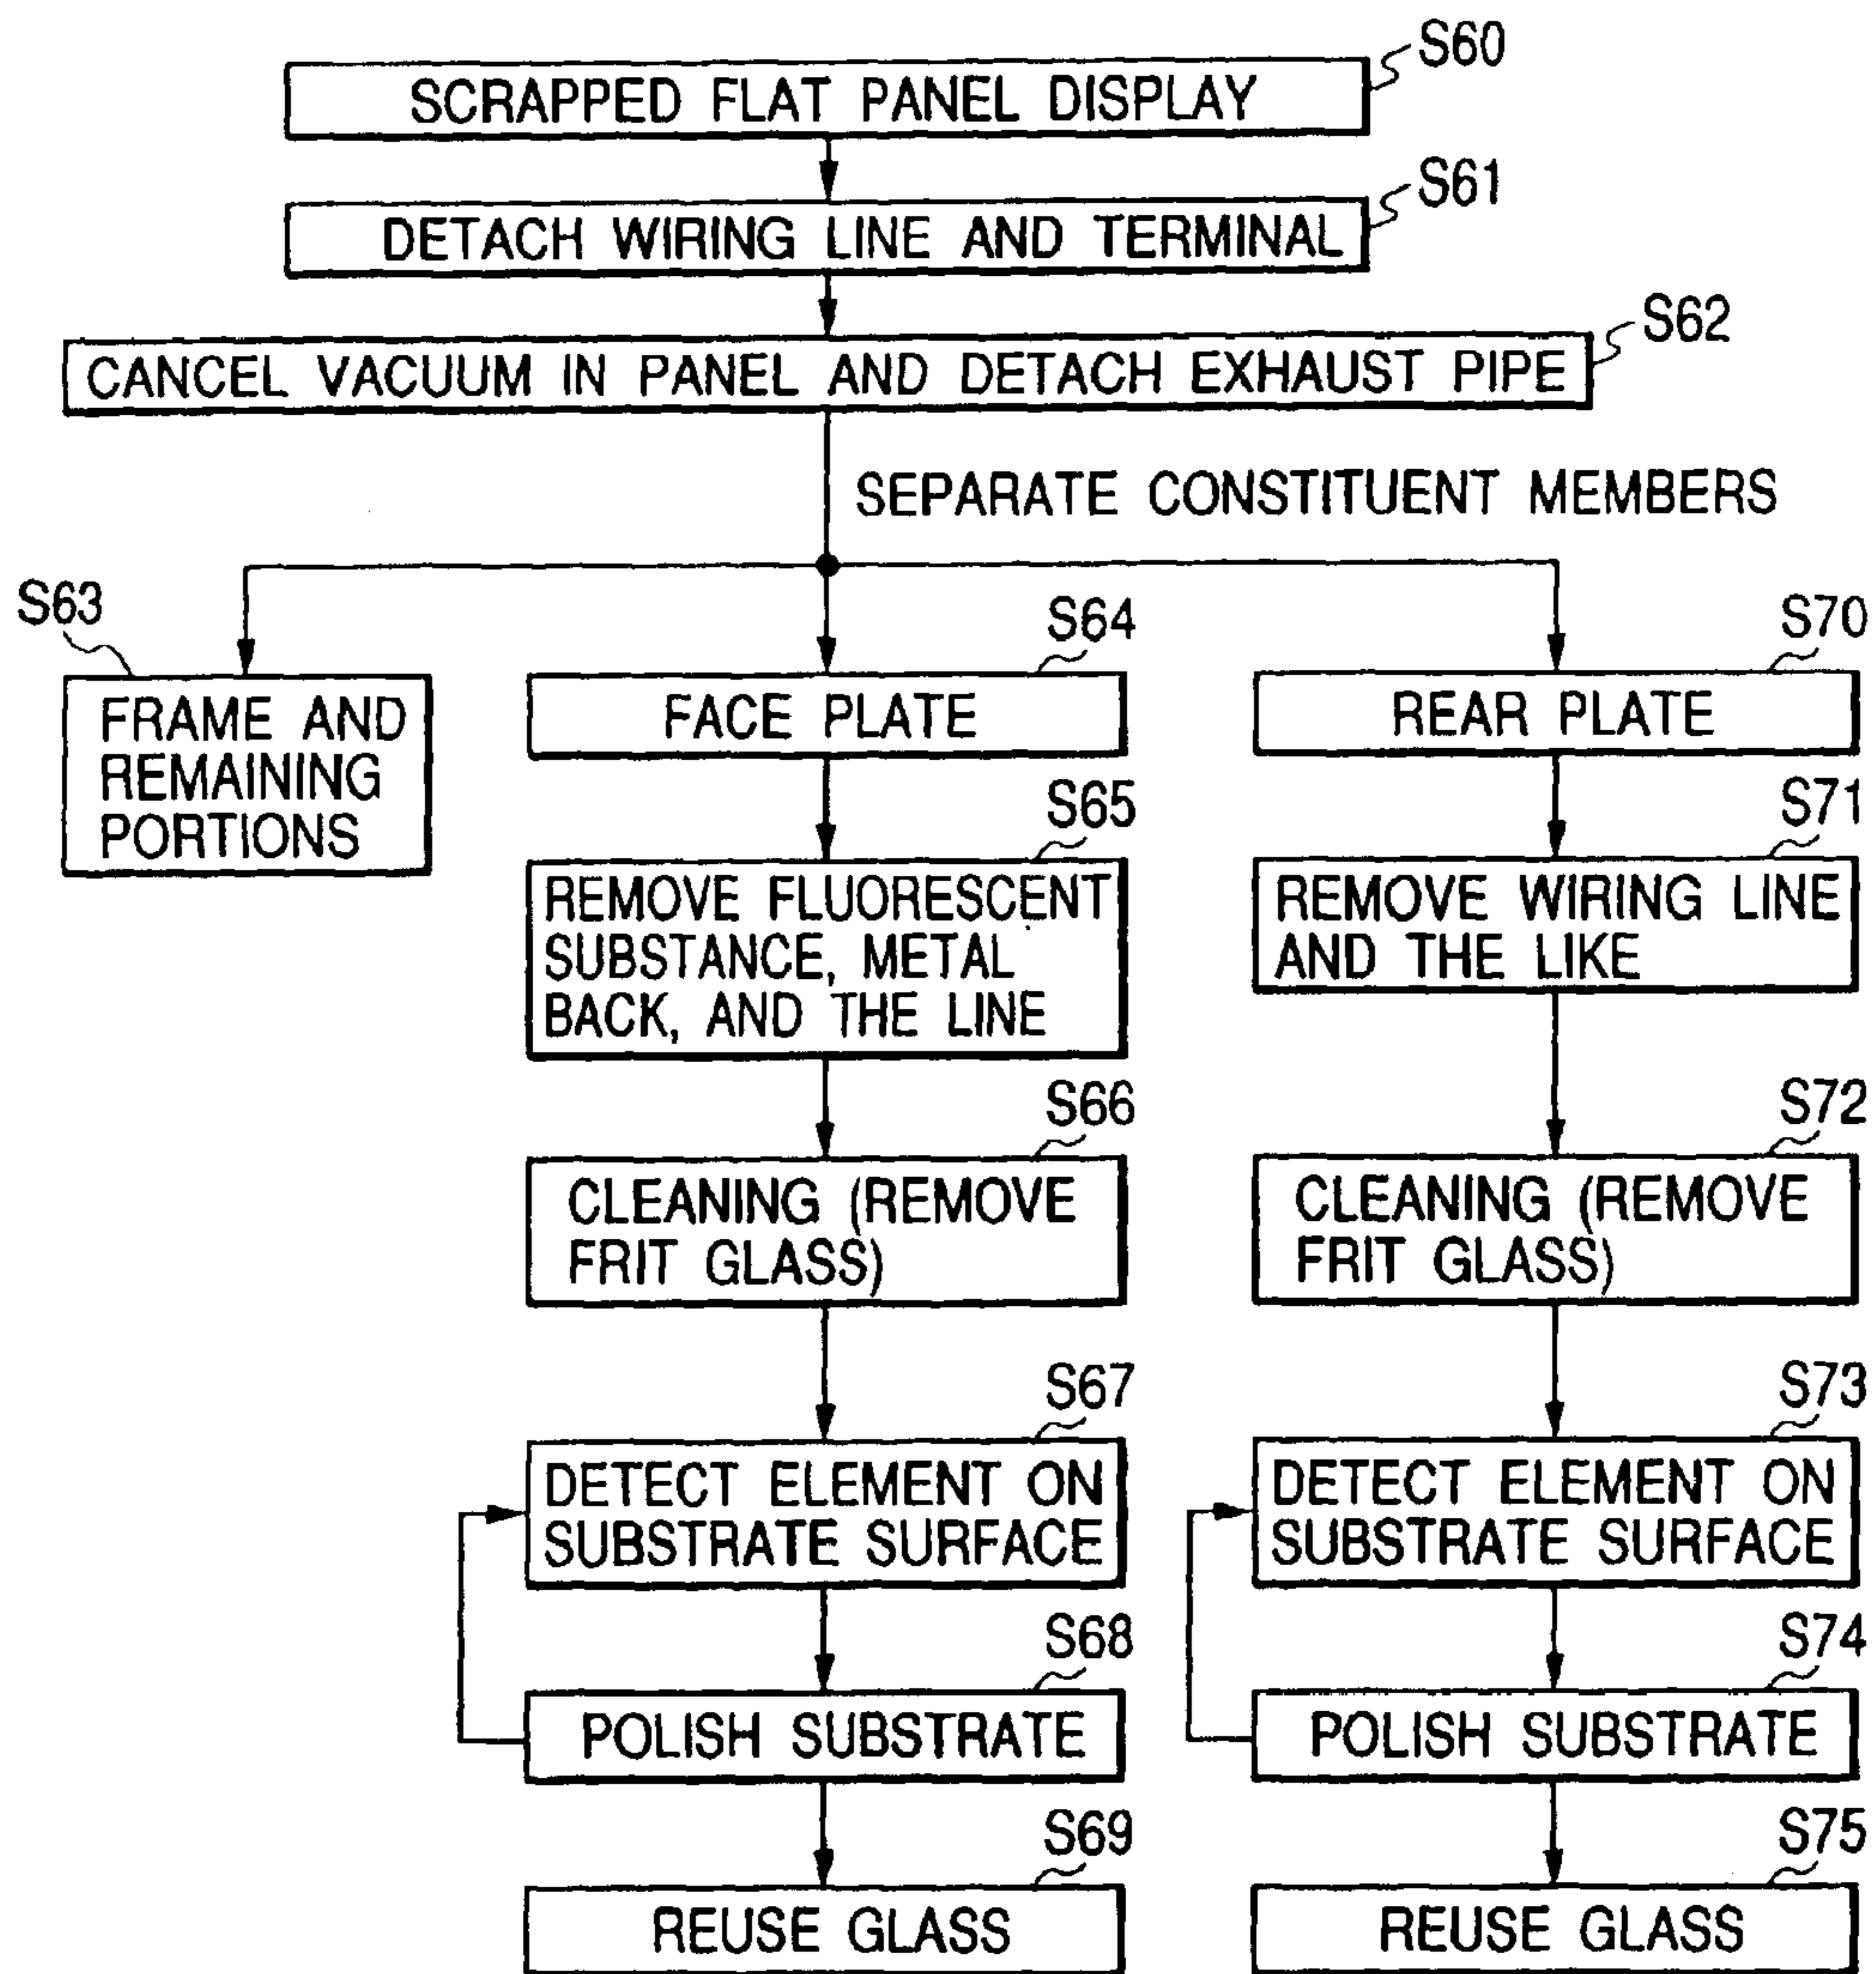 S60
SCRAPPED FLAT PANEL DISPLAY
S61
DETACH WIRING LINE AND TERMINAL
S62
CANCEL VACUUM IN PANEL AND DETACH EXHAUST PIPE
SEPARATE CONSTITUENT MEMBERS
S63
FRAME AND
REMAINING
PORTIONS
S64
FACE PLATE
S65
REMOVE FLUORESCENT
SUBSTANCE, METAL
BACK, AND THE LINE
S66
CLEANING (REMOVE
FRIT GLASS)
S67
DETECT ELEMENT ON
SUBSTRATE SURFACE
S68
POLISH SUBSTRATE
S69
REUSE GLASS
S70
REAR PLATE
S71
REMOVE WIRING LINE
AND THE LIKE
S72
CLEANING (REMOVE
FRIT GLASS)
S73
DETECT ELEMENT ON
SUBSTRATE SURFACE
S74
POLISH SUBSTRATE
S75
REUSE GLASS